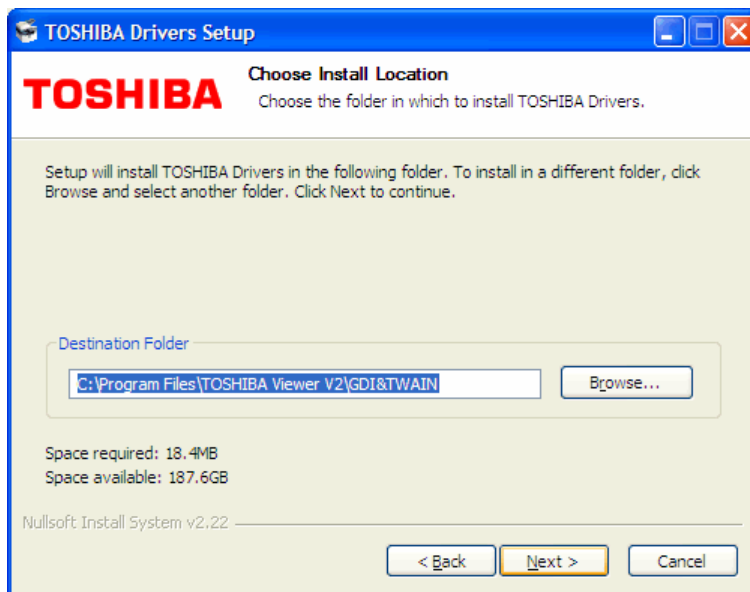 TOSHIBA Drivers Setup
TOSHIBA
Choose Install Location
Choose the folder in which to install TOSHIBA Drivers.
Setup will install TOSHIBA Drivers in the following folder. To install in a different folder, click
Browse and select another folder. Click Next to continue.
Destination Folder
C:\Program Files\TOSHIBA Viewer V2\GDI&TWAIN
Browse...
Space required: 18.4MB
Space available: 187.6GB
Nullsoft Install System v2.22
< Back
Next >
Cancel